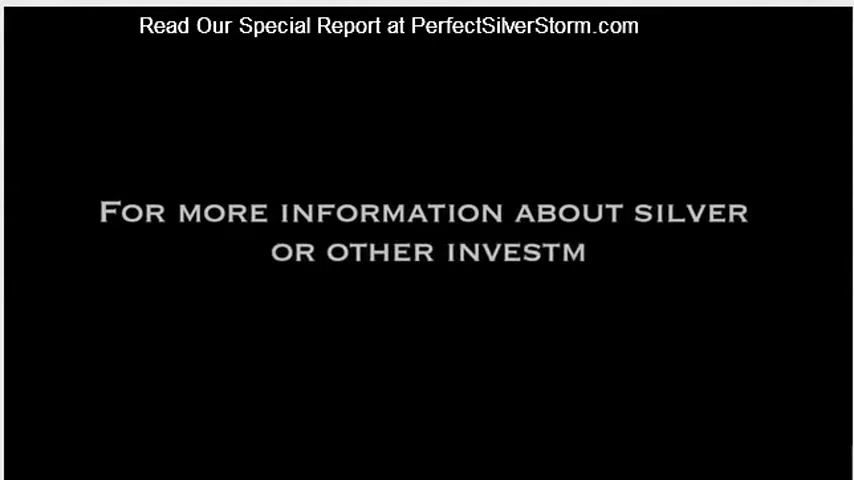 Read Our Special Report at PerfectSilverStorm.com
FOR MORE INFORMATION ABOUT SILVER
OR OTHER INVESTM